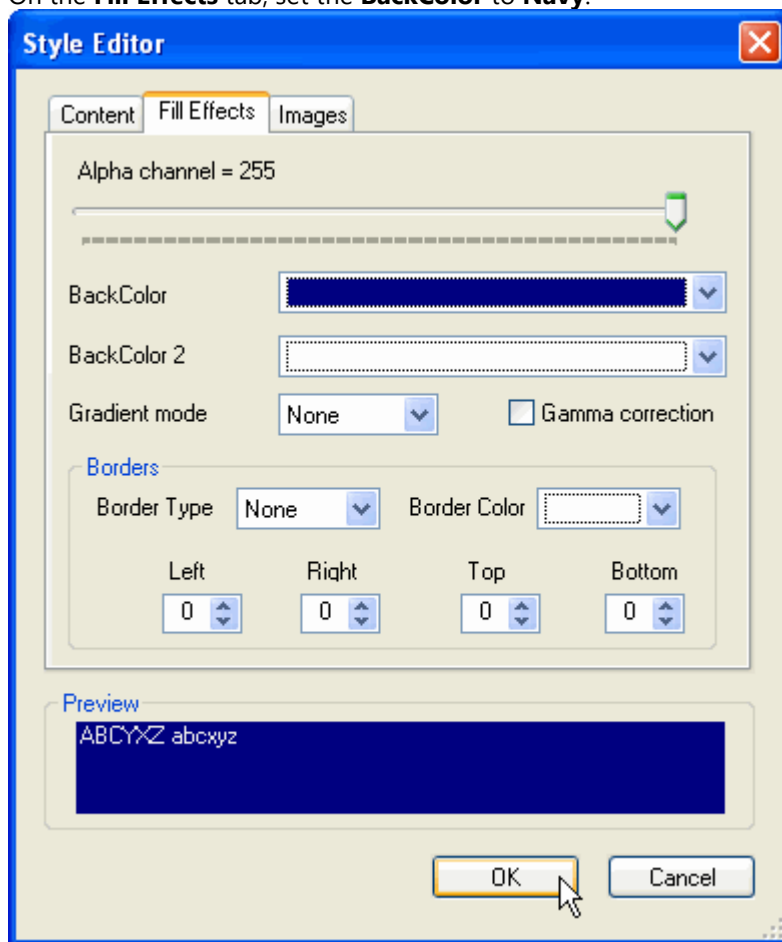 On the Fill Effects tab, set the BackColor to Navy.
Style Editor
Content Fill Effects Images
Alpha channel = 255
BackColor
BackColor 2
Gradient mode None Gamma correction
Borders
Border Type None Border Color
Left Right Top Bottom
0 0 0 0
Preview
ABCYXZ abcxyz
OK Cancel